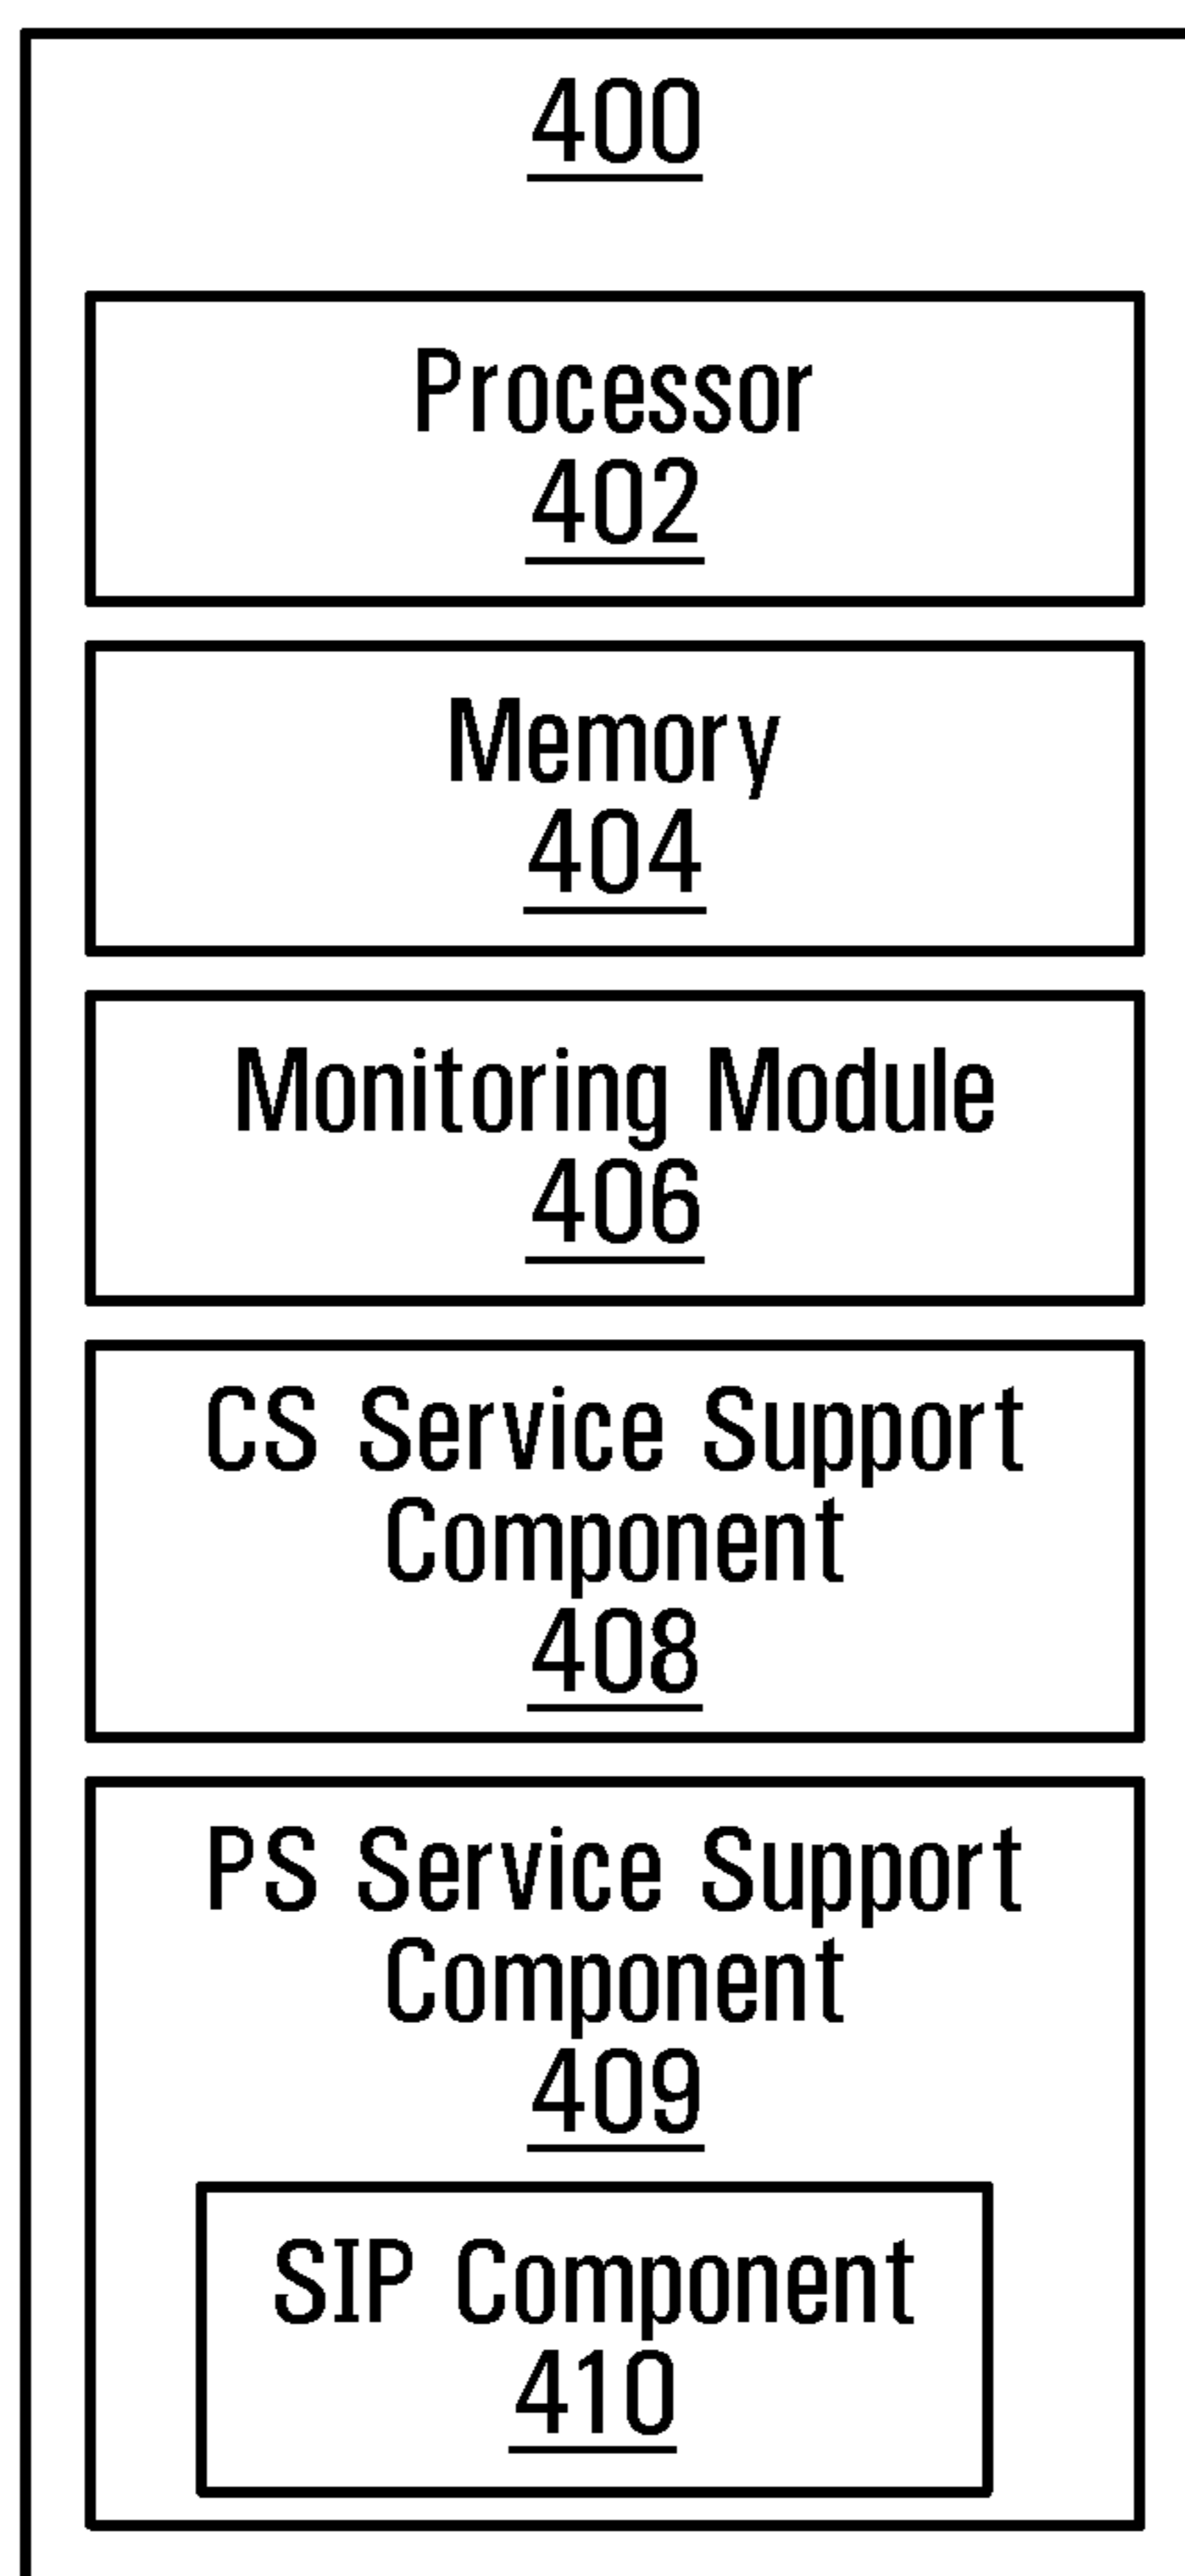 400
Processor
402
Memory
404
Monitoring Module
406
CS Service Support
Component
408
PS Service Support
Component
409
SIP Component
410